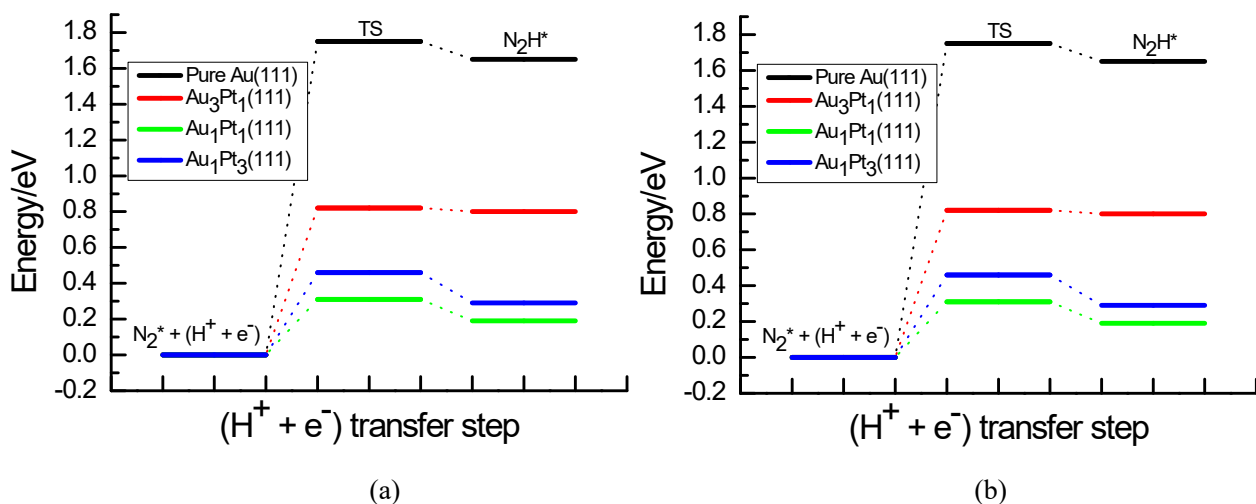 Energy/eV
1.8
1.6
1.4
1.2
1.0
0.8
0.6
0.4
0.2
0.0
-0.2
TS
N₂H*
Pure Au(111)
Au₃Pt₁(111)
Au₁Pt₁(111)
Au₁Pt₃(111)
N₂* + (H⁺ + e⁻)
(H⁺ + e⁻) transfer step
(a)
Energy/eV
1.8
1.6
1.4
1.2
1.0
0.8
0.6
0.4
0.2
0.0
-0.2
TS
N₂H*
Pure Au(111)
Au₃Pt₁(111)
Au₁Pt₁(111)
Au₁Pt₃(111)
N₂* + (H⁺ + e⁻)
(H⁺ + e⁻) transfer step
(b)